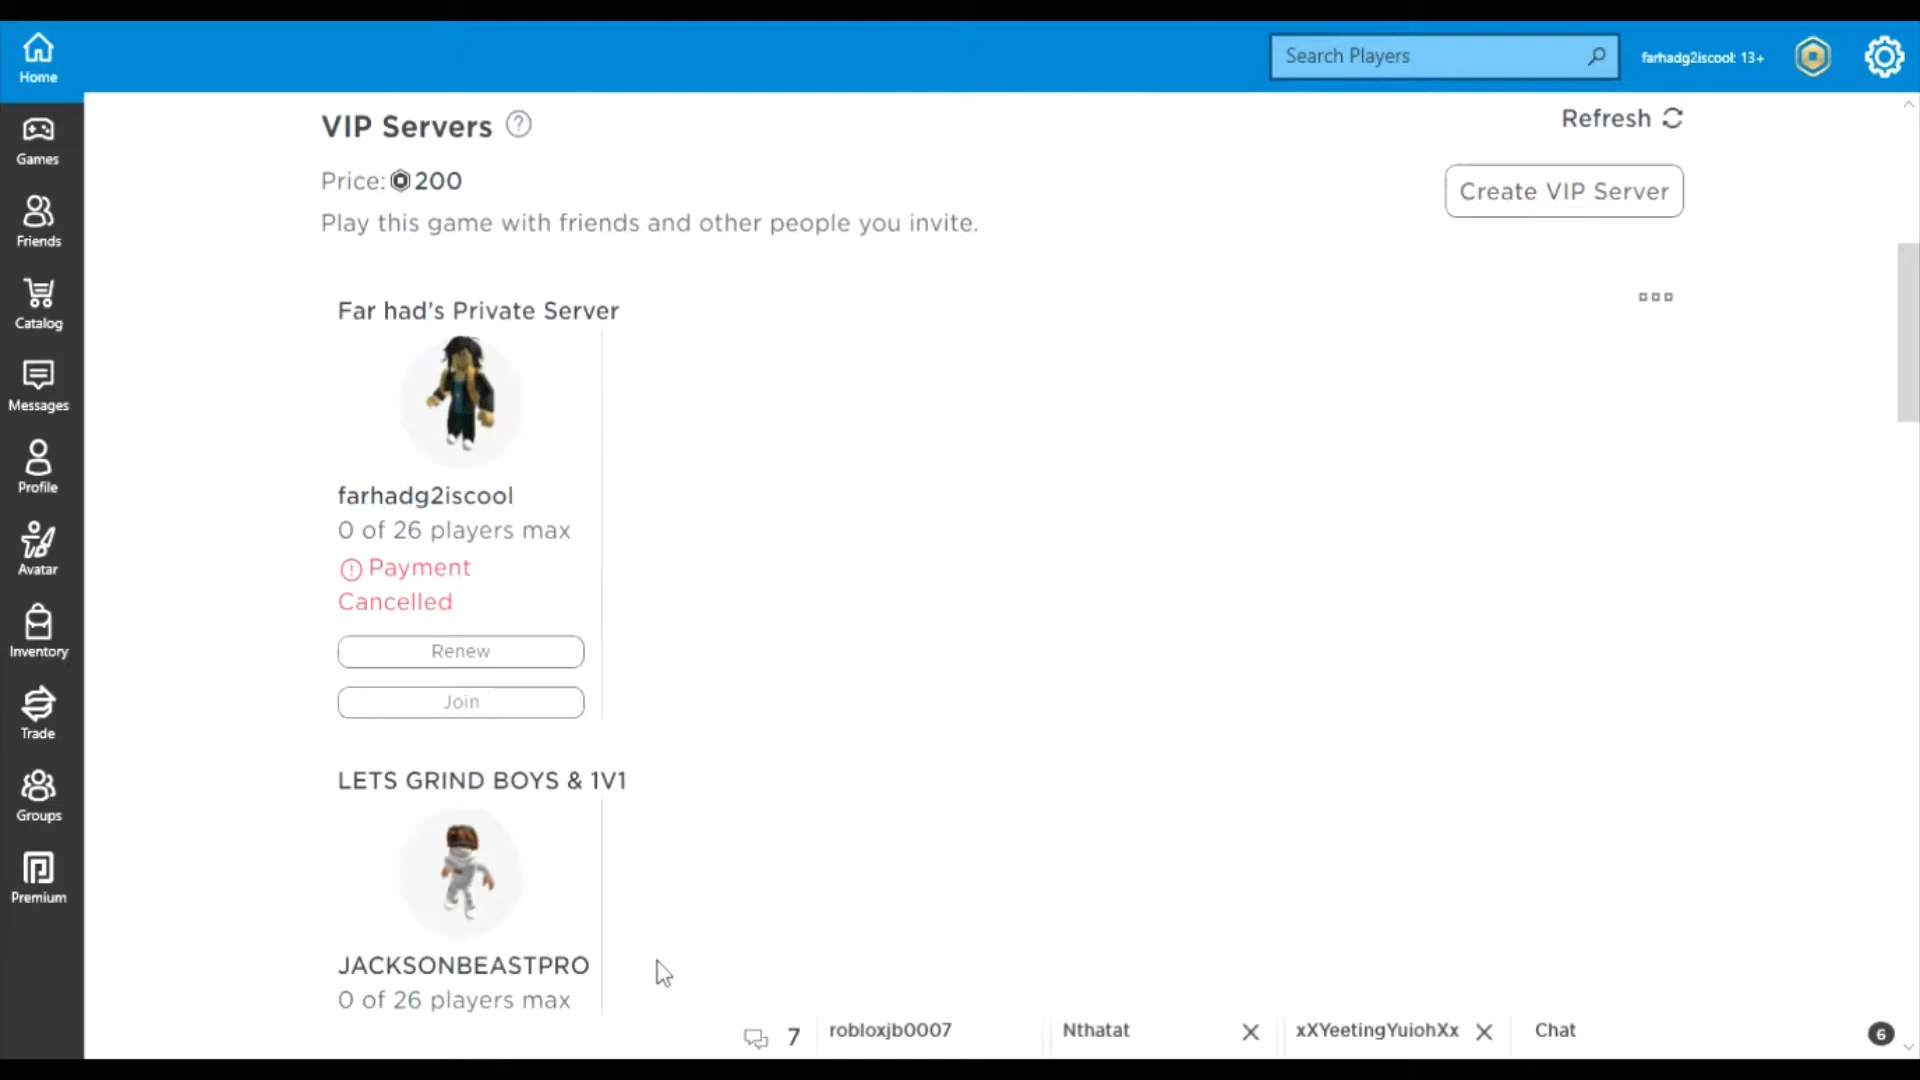 Home
Search Players
farhadg2iscool: 13+
Games
Friends
Catalog
Messages
Profile
Avatar
Inventory
Trade
Groups
Premium
VIP Servers
Refresh
Price: 200
Create VIP Server
Play this game with friends and other people you invite.
Far had's Private Server
farhadg2iscool
0 of 26 players max
Payment
Cancelled
Renew
Join
LETS GRIND BOYS & 1V1
JACKSONBEASTPRO
0 of 26 players max
7
robloxjb0007
Nthatat
xXYeetingYuiohXx
Chat
6